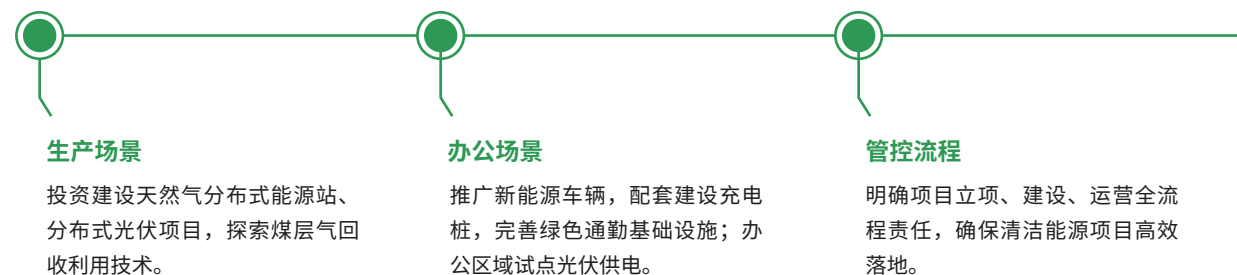 生产场景
投资建设天然气分布式能源站、
分布式光伏项目，探索煤层气回
收利用技术。
办公场景
推广新能源车辆，配套建设充电
桩，完善绿色通勤基础设施；办
公区域试点光伏供电。
管控流程
明确项目立项、建设、运营全流
程责任，确保清洁能源项目高效
落地。